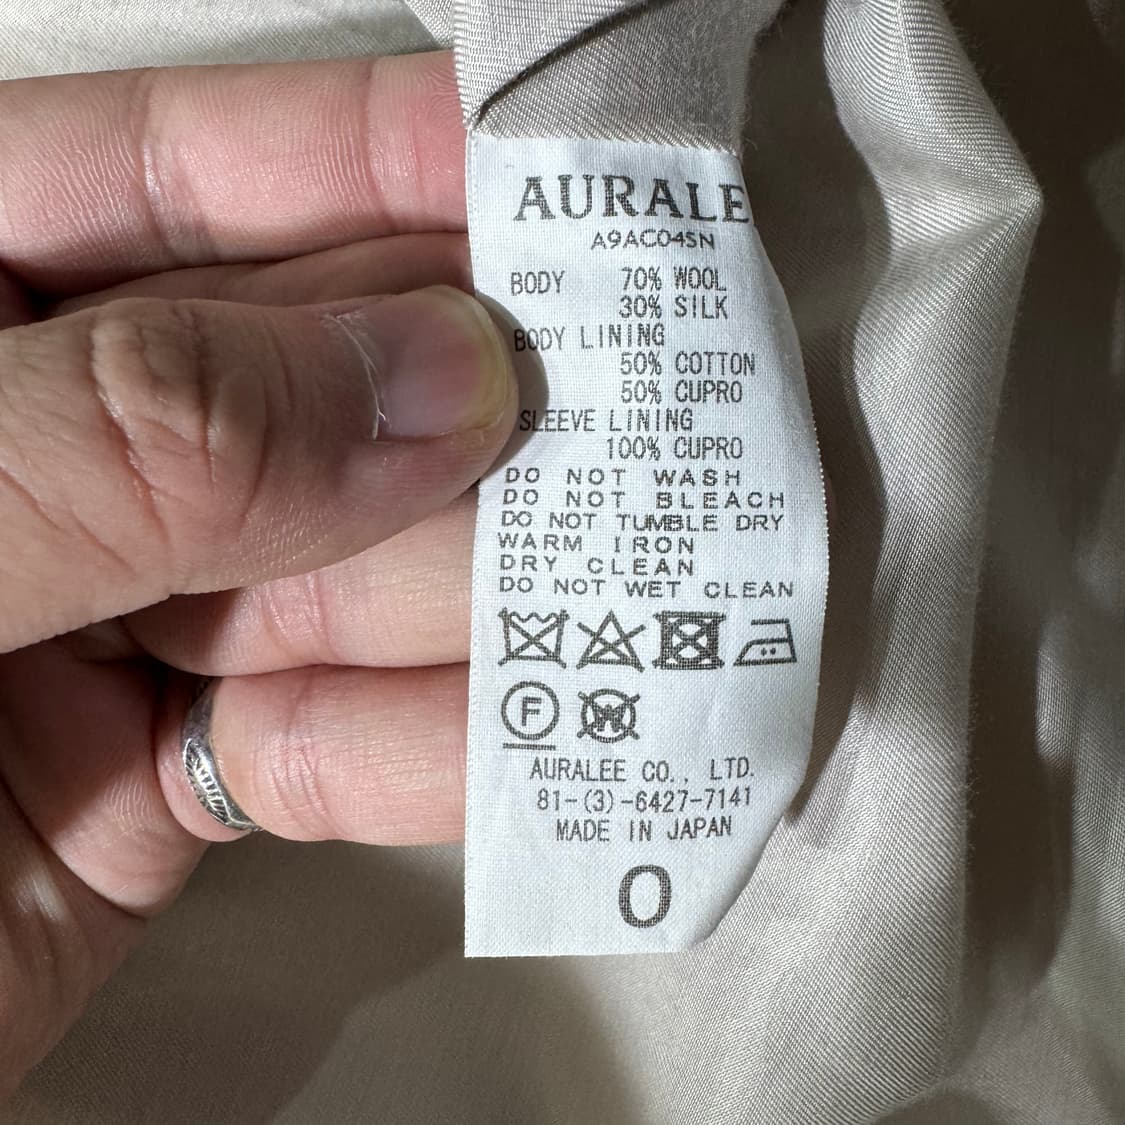 AURALEE
A9AC04SN
BODY 70% WOOL
30% SILK
BODY LINING
50% COTTON
50% CUPRO
SLEEVE LINING
100% CUPRO
DO NOT WASH
DO NOT BLEACH
DO NOT TUMBLE DRY
WARM IRON
DRY CLEAN
DO NOT WET CLEAN
F W
AURALEE CO., LTD.
81-(3)-6427-7141
MADE IN JAPAN
0